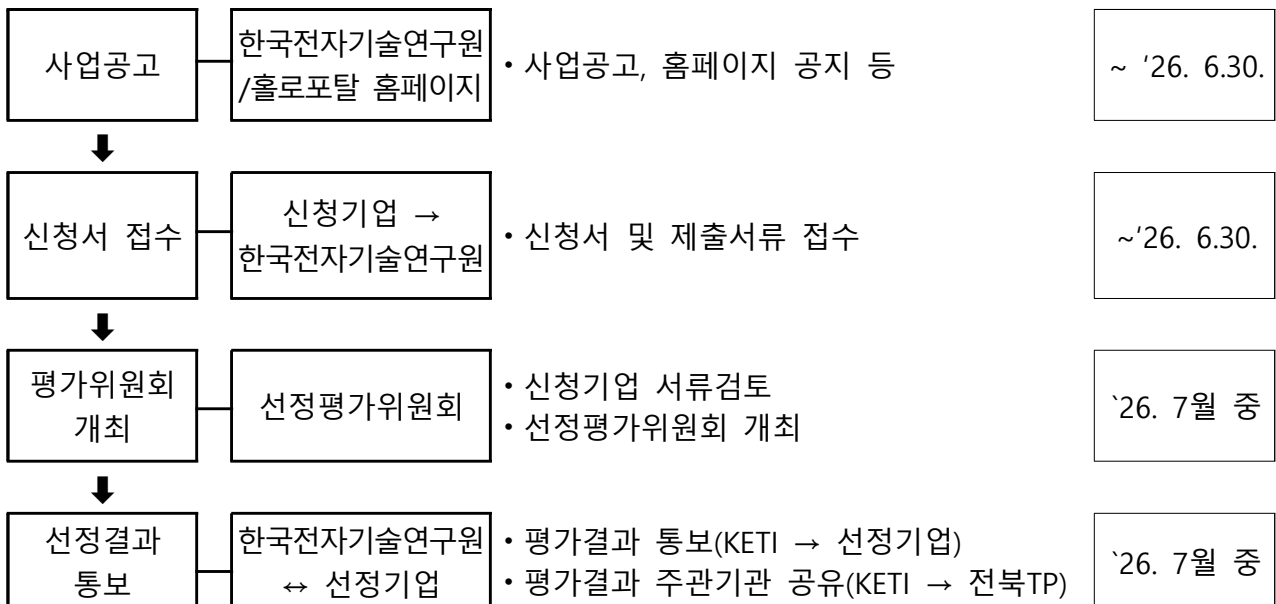 사업공고
한국전자기술연구원
/홀로포탈 홈페이지
・사업공고, 홈페이지 공지 등
~ '26. 6.30.
신청서 접수
신청기업 →
한국전자기술연구원
・신청서 및 제출서류 접수
~'26. 6.30.
평가위원회
개최
선정평가위원회
・신청기업 서류검토
・선정평가위원회 개최
`26. 7월 중
선정결과
통보
한국전자기술연구원
↔ 선정기업
・평가결과 통보(KETI → 선정기업)
・평가결과 주관기관 공유(KETI → 전북TP)
`26. 7월 중